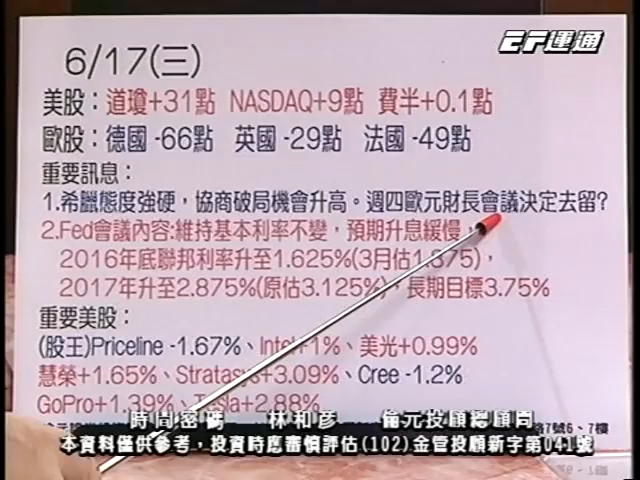 EF運通
6/17(三)
美股：道瓊+31點 NASDAQ+9點 費半+0.1點
歐股：德國 -66點 英國 -29點 法國 -49點
重要訊息：
1.希臘態度強硬，協商破局機會升高。週四歐元財長會議決定去留?
2.Fed會議內容:維持基本利率不變，預期升息緩慢，
2016年底聯邦利率升至1.625%(3月估1.875)，
2017年升至2.875%(原估3.125%)，長期目標3.75%
重要美股：
(股王)Priceline -1.67%、Intel+1%、美光+0.99%
慧榮+1.65%、Stratasys+3.09%、Cree -1.2%
GoPro+1.39%、Tesla+2.88%
時間密碼 林和彥 倫元投顧總顧問
路7號6、7樓
本資料僅供參考，投資時應審慎評估(102)金管投顧新字第041號